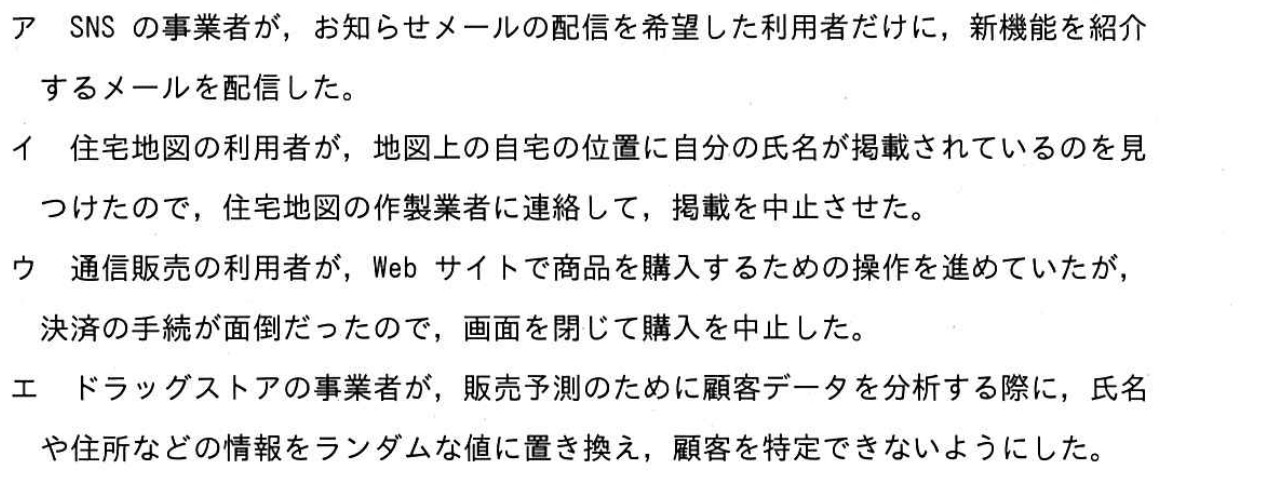 ア　SNS の事業者が，お知らせメールの配信を希望した利用者だけに，新機能を紹介
するメールを配信した。
イ　住宅地図の利用者が，地図上の自宅の位置に自分の氏名が掲載されているのを見
つけたので，住宅地図の作製業者に連絡して，掲載を中止させた。
ウ　通信販売の利用者が，Web サイトで商品を購入するための操作を進めていたが，
決済の手続が面倒だったので，画面を閉じて購入を中止した。
エ　ドラッグストアの事業者が，販売予測のために顧客データを分析する際に，氏名
や住所などの情報をランダムな値に置き換え，顧客を特定できないようにした。